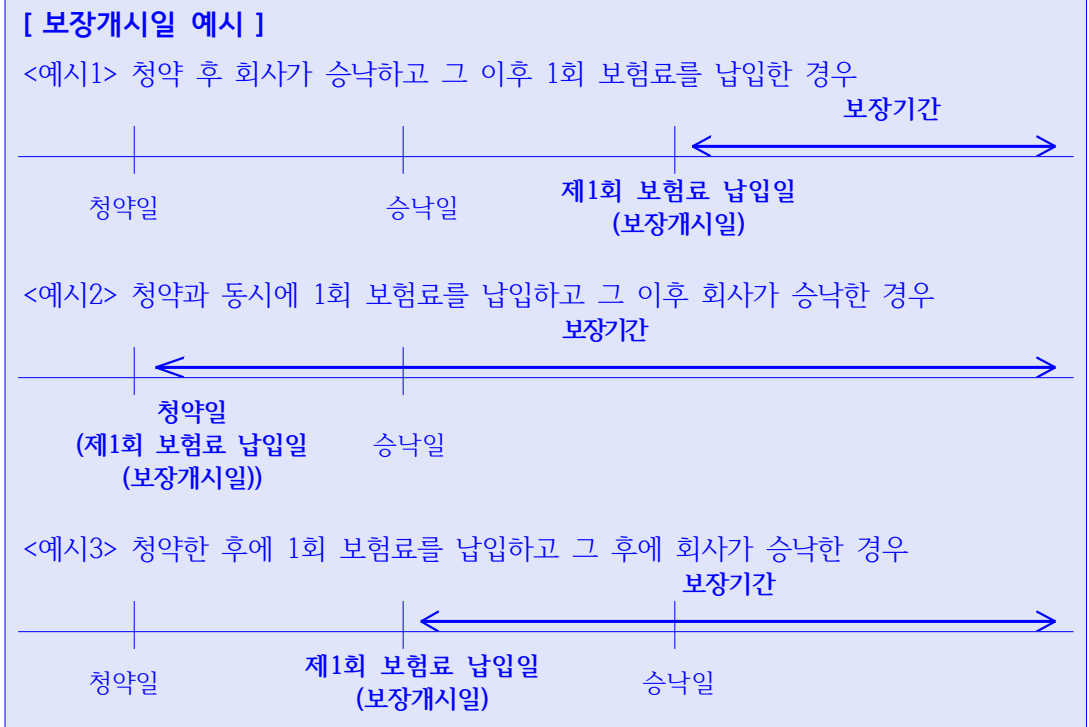 [ 보장개시일 예시 ]
<예시1> 청약 후 회사가 승낙하고 그 이후 1회 보험료를 납입한 경우
보장기간
청약일 승낙일 제1회 보험료 납입일
(보장개시일)
<예시2> 청약과 동시에 1회 보험료를 납입하고 그 이후 회사가 승낙한 경우
보장기간
청약일
(제1회 보험료 납입일 승낙일
(보장개시일))
<예시3> 청약한 후에 1회 보험료를 납입하고 그 후에 회사가 승낙한 경우
보장기간
청약일 제1회 보험료 납입일 승낙일
(보장개시일)